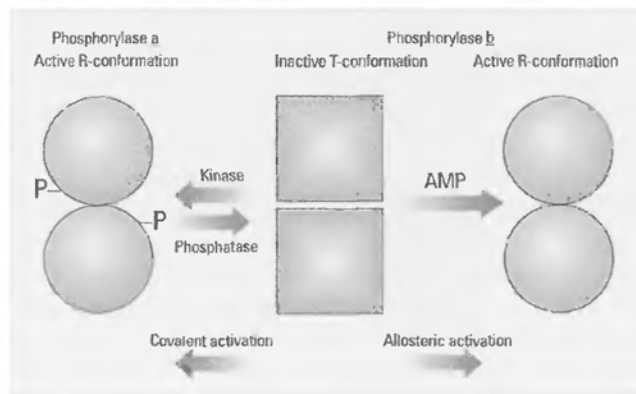 Phosphorylase a
Active R-conformation
Phosphorylase b
Inactive T-conformation
Active R-conformation
P
P
Kinase
Phosphatase
AMP
Covalent activation
Allosteric activation